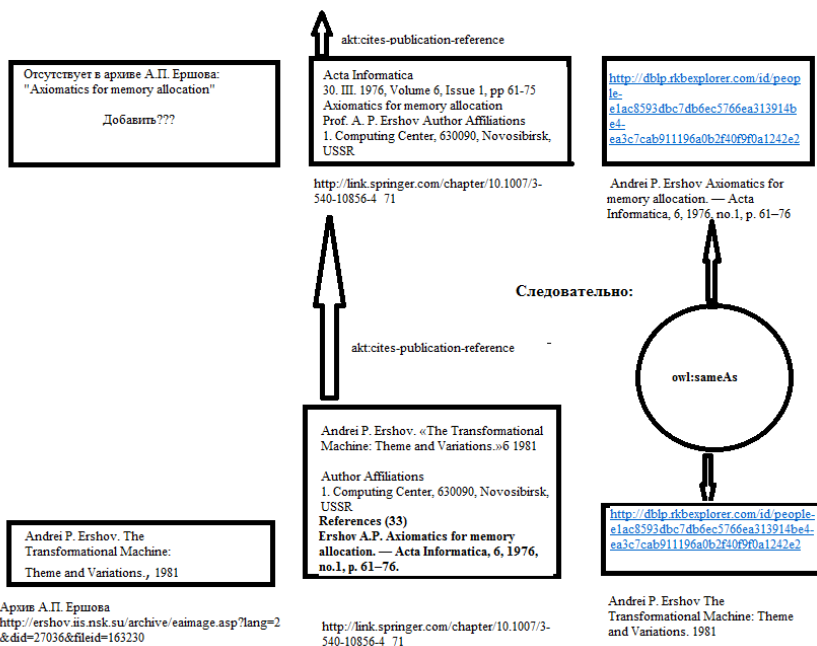 akt:cites-publication-reference
Отсутствует в архиве А.П. Ершова:
"Axiomatics for memory allocation"
Добавить???
Acta Informatica
30. III. 1976, Volume 6, Issue 1, pp 61-75
Axiomatics for memory allocation
Prof. A. P. Ershov Author Affiliations
1. Computing Center, 630090, Novosibirsk,
USSR
http://dblp.rkbexplorer.com/id/peop
le-
e1ac8593dbc7db6ec5766ea313914b
e4-
ea3c7cab911196a0b2f40f9f0a1242e2
http://link.springer.com/chapter/10.1007/3-
540-10856-4_71
Andrei P. Ershov Axiomatics for
memory allocation. — Acta
Informatica, 6, 1976, no.1, p. 61–76
Следовательно:
akt:cites-publication-reference
-
owl:sameAs
Andrei P. Ershov. «The Transformational
Machine: Theme and Variations.»б 1981
Author Affiliations
1. Computing Center, 630090, Novosibirsk,
USSR
References (33)
Ershov A.P. Axiomatics for memory
allocation. — Acta Informatica, 6, 1976,
no.1, p. 61–76.
Andrei P. Ershov. The
Transformational Machine:
Theme and Variations., 1981
http://dblp.rkbexplorer.com/id/people-
e1ac8593dbc7db6ec5766ea313914be4-
ea3c7cab911196a0b2f40f9f0a1242e2
Архив А.П. Ершова
http://ershov.iis.nsk.su/archive/eaimage.asp?lang=2
&did=27036&fileid=163230
http://link.springer.com/chapter/10.1007/3-
540-10856-4_71
Andrei P. Ershov The
Transformational Machine: Theme
and Variations. 1981